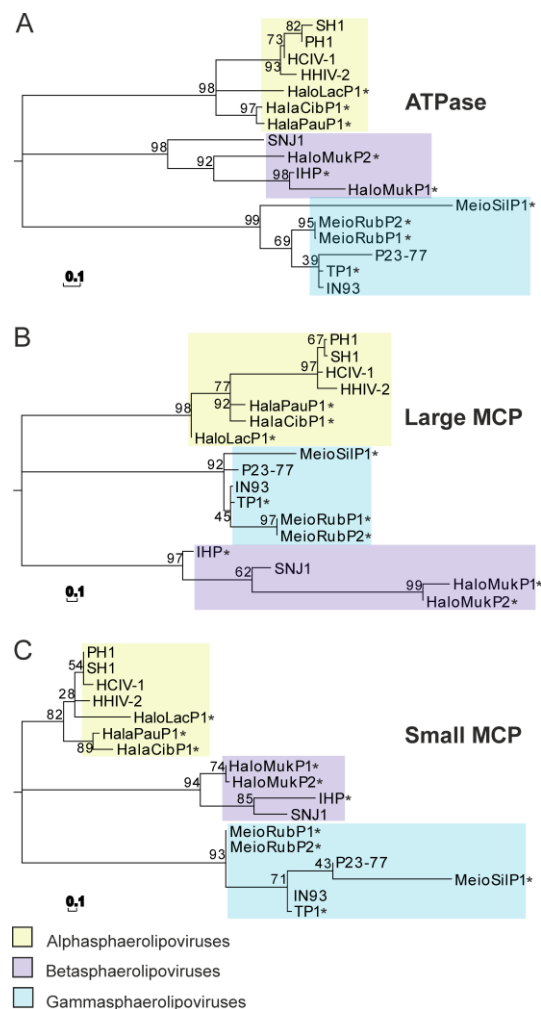 A
82
SH1
73
PH1
HCIV-1
93
HHIV-2
98
HaloLacP1*
ATPase
97
HalaCibP1*
HalaPauP1*
98
SNJ1
92
HaloMukP2*
98
IHP*
HaloMukP1*
99
MeioSilP1*
95
MeioRubP2*
MeioRubP1*
69
P23-77
39
TP1*
0.1
IN93
B
67
PH1
SH1
97
HCIV-1
77
HHIV-2
92
HalaPauP1*
Large MCP
98
HalaCibP1*
HaloLacP1*
92
MeioSilP1*
P23-77
IN93
TP1*
45
97
MeioRubP1*
MeioRubP2*
97
IHP*
62
SNJ1
0.1
99
HaloMukP1*
HaloMukP2*
C
PH1
54
SH1
HCIV-1
28
HHIV-2
82
HaloLacP1*
HalaPauP1*
Small MCP
89
HalaCibP1*
74
HaloMukP1*
94
HaloMukP2*
85
IHP*
SNJ1
MeioRubP1*
MeioRubP2*
93
43
P23-77
71
MeioSilP1*
IN93
0.1
TP1*
Alphasphaerolipoviruses
Betasphaerolipoviruses
Gammasphaerolipoviruses